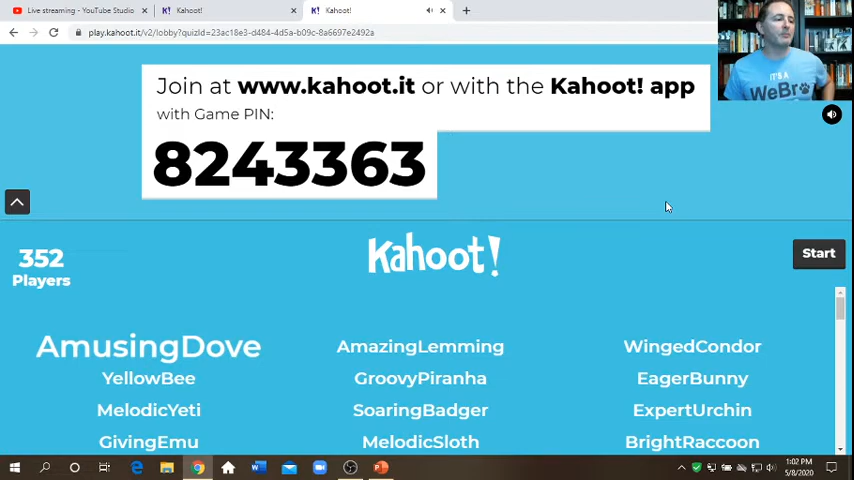 Live streaming - YouTube Studio
Kahoot!
Kahoot!
play.kahoot.it/v2/lobby?quizId=23ac18e3-d484-4d5a-b09c-8a6697e2492a
IT'S A
WeBro
Join at www.kahoot.it or with the Kahoot! app
with Game PIN:
8243363
352
Players
Kahoot!
Start
AmusingDove
AmazingLemming
WingedCondor
YellowBee
GroovyPiranha
EagerBunny
MelodicYeti
SoaringBadger
ExpertUrchin
GivingEmu
MelodicSloth
BrightRaccoon
1:02 PM
5/8/2020